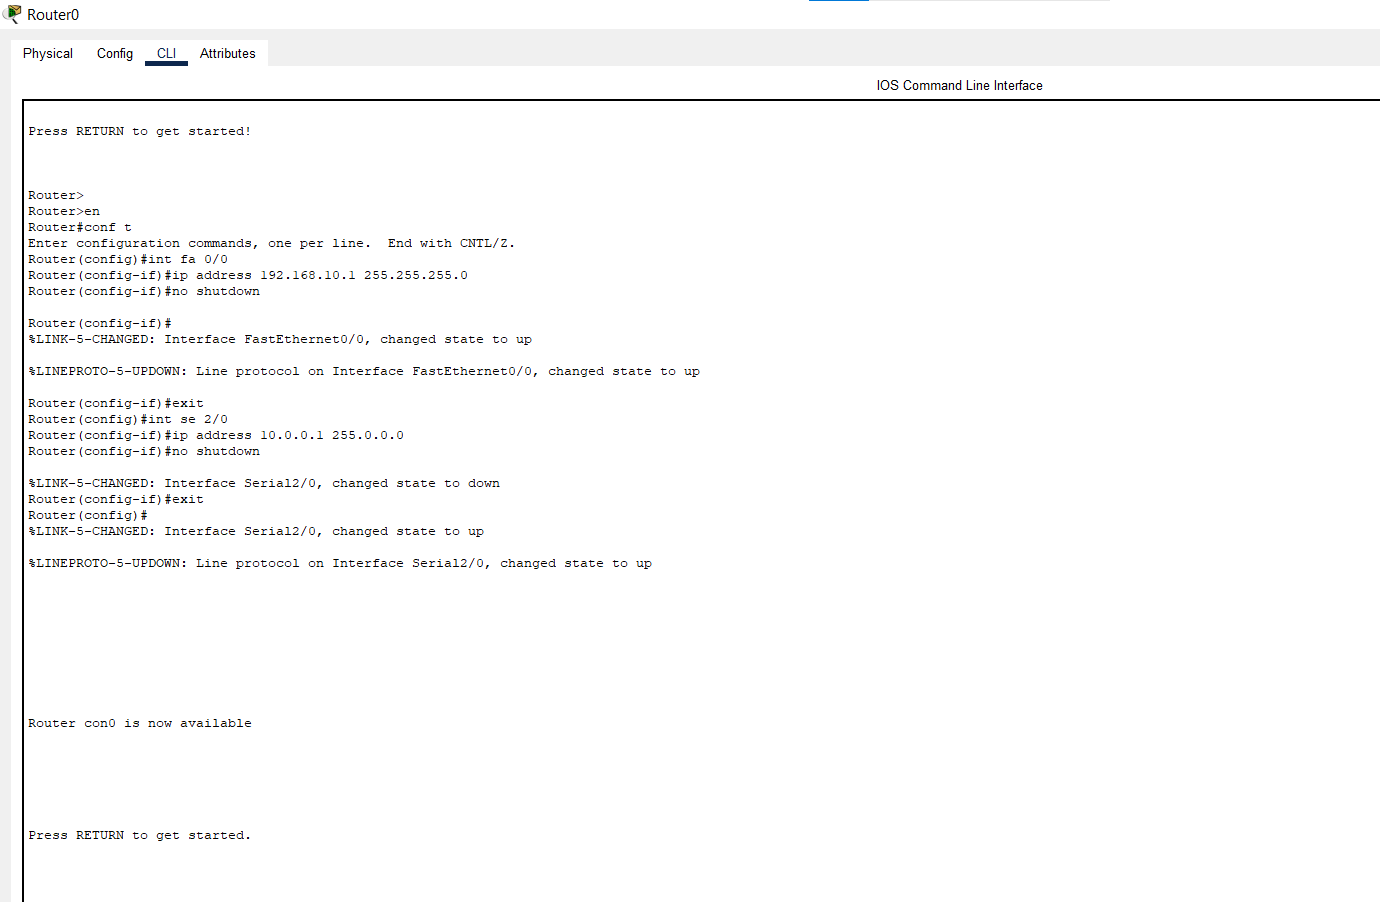 Router0
Physical Config CLI Attributes
IOS Command Line Interface
Press RETURN to get started!
Router>
Router>en
Router#conf t
Enter configuration commands, one per line.  End with CNTL/Z.
Router(config)#int fa 0/0
Router(config-if)#ip address 192.168.10.1 255.255.255.0
Router(config-if)#no shutdown
Router(config-if)#
%LINK-5-CHANGED: Interface FastEthernet0/0, changed state to up
%LINEPROTO-5-UPDOWN: Line protocol on Interface FastEthernet0/0, changed state to up
Router(config-if)#exit
Router(config)#int se 2/0
Router(config-if)#ip address 10.0.0.1 255.0.0.0
Router(config-if)#no shutdown
%LINK-5-CHANGED: Interface Serial2/0, changed state to down
Router(config-if)#exit
Router(config)#
%LINK-5-CHANGED: Interface Serial2/0, changed state to up
%LINEPROTO-5-UPDOWN: Line protocol on Interface Serial2/0, changed state to up
Router con0 is now available
Press RETURN to get started.